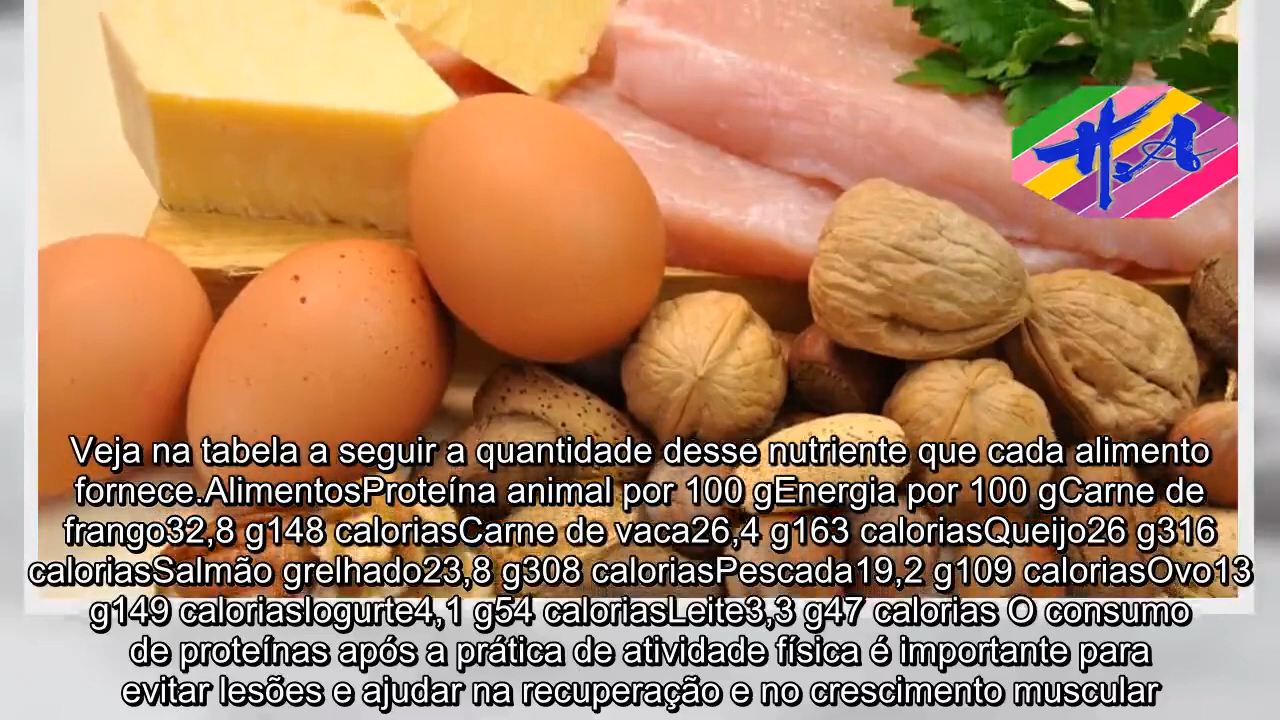 H.A
Veja na tabela a seguir a quantidade desse nutriente que cada alimento
fornece.AlimentosProteína animal por 100 gEnergia por 100 gCarne de
frango32,8 g148 caloriasCarne de vaca26,4 g163 caloriasQueijo26 g316
caloriasSalmão grelhado23,8 g308 caloriasPescada19,2 g109 caloriasOvo13
g149 caloriasIogurte4,1 g54 caloriasLeite3,3 g47 calorias O consumo
de proteínas após a prática de atividade física é importante para
evitar lesões e ajudar na recuperação e no crescimento muscular